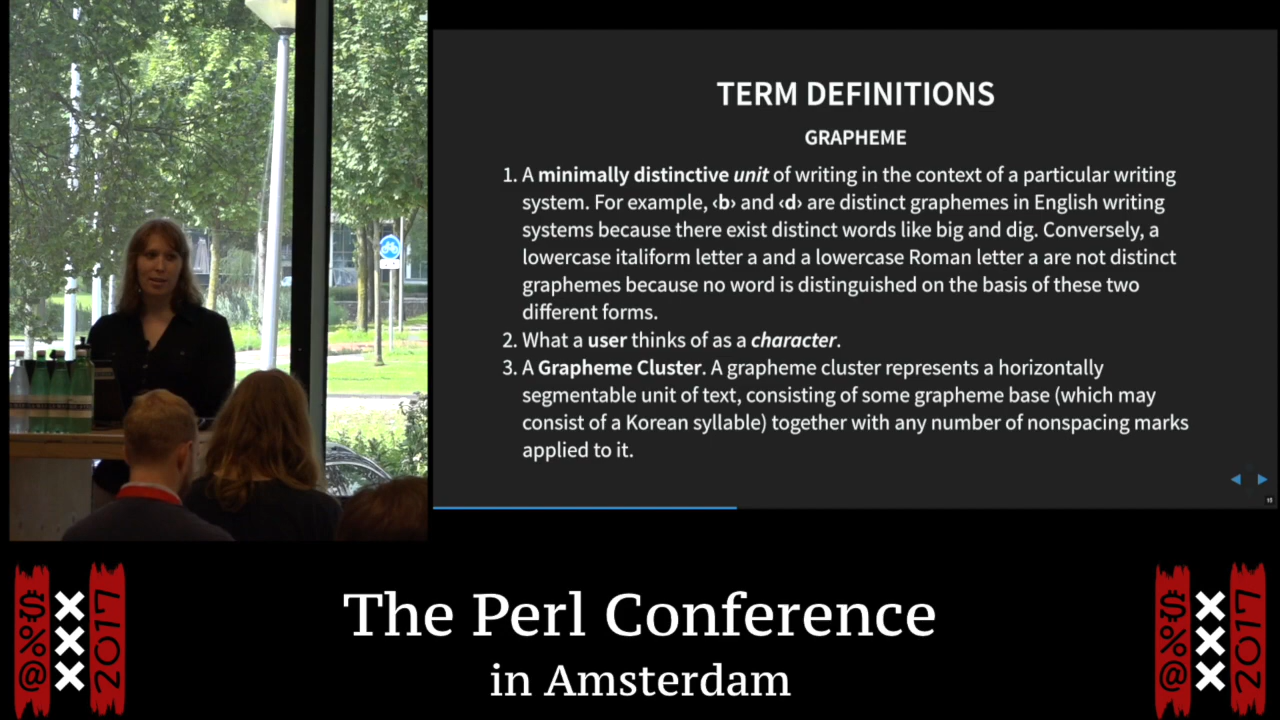 TERM DEFINITIONS
GRAPHEME
1. A minimally distinctive unit of writing in the context of a particular writing
system. For example, ‹b› and ‹d› are distinct graphemes in English writing
systems because there exist distinct words like big and dig. Conversely, a
lowercase italiform letter a and a lowercase Roman letter a are not distinct
graphemes because no word is distinguished on the basis of these two
different forms.
2. What a user thinks of as a character.
3. A Grapheme Cluster. A grapheme cluster represents a horizontally
segmentable unit of text, consisting of some grapheme base (which may
consist of a Korean syllable) together with any number of nonspacing marks
applied to it.
@%$
XXX
2017
The Perl Conference
in Amsterdam
@%$
XXX
2017